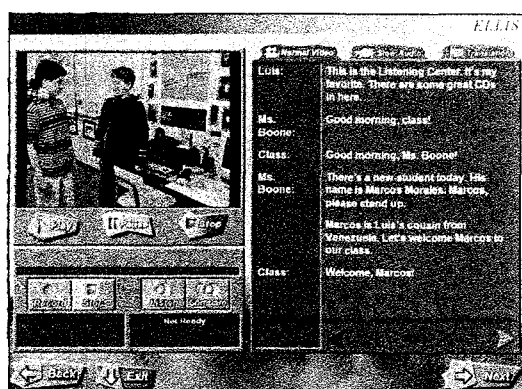 ELLIS
Normal Video
Luis:
This is the Listening Center. It's my
favorite. There are some great CDs
in here.
Ms.
Boone:
Good morning, class!
Class:
Good morning, Ms. Boone!
Ms.
Boone:
There's a new student today. His
name is Marcos Morales. Marcos,
please stand up.
Marcos is Luis's cousin from
Venezuela. Let's welcome Marcos to
our class.
Class:
Welcome, Marcos!
Play
Pause
Stop
Record
Not Ready
Back
Exit
Next